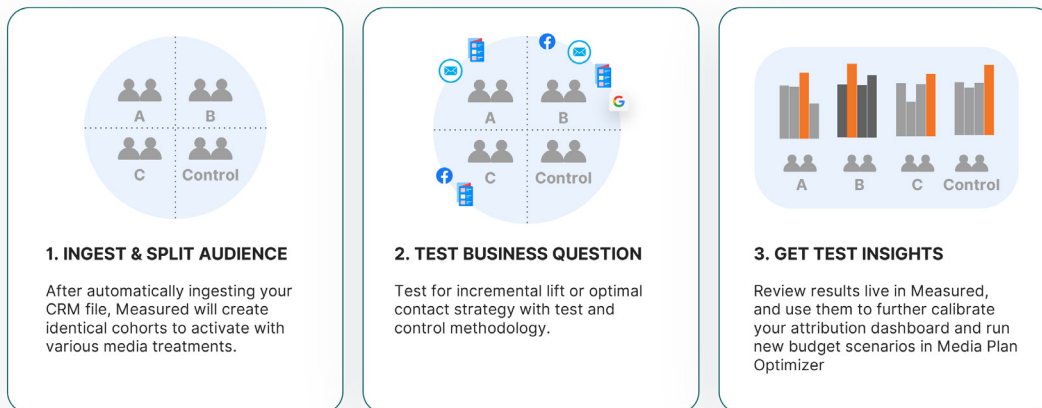 A
B
C
Control
1. INGEST & SPLIT AUDIENCE
After automatically ingesting your
CRM file, Measured will create
identical cohorts to activate with
various media treatments.
A
B
C
Control
2. TEST BUSINESS QUESTION
Test for incremental lift or optimal
contact strategy with test and
control methodology.
A
B
C
Control
3. GET TEST INSIGHTS
Review results live in Measured,
and use them to further calibrate
your attribution dashboard and run
new budget scenarios in Media Plan
Optimizer